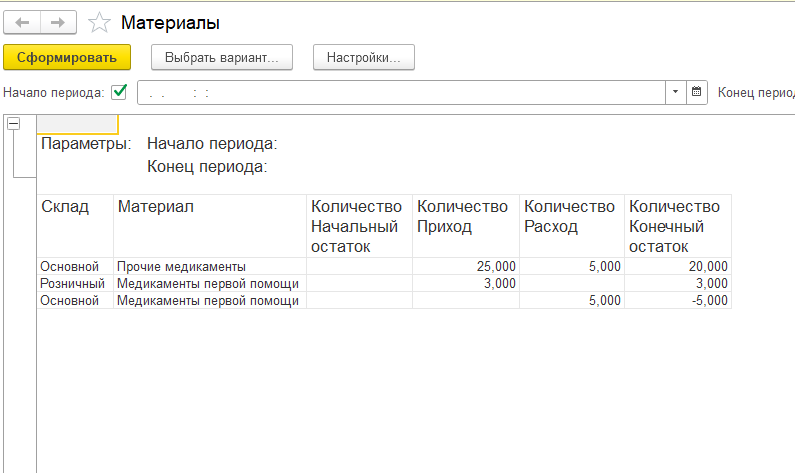 Материалы
Сформировать
Выбрать вариант...
Настройки...
Начало периода: . . : : Конец период
Параметры: Начало периода:
Конец периода:
Склад Материал Количество Количество Количество Количество
Начальный Приход Расход Конечный
остаток остаток
Основной Прочие медикаменты 25,000 5,000 20,000
Розничный Медикаменты первой помощи 3,000 3,000
Основной Медикаменты первой помощи 5,000 -5,000